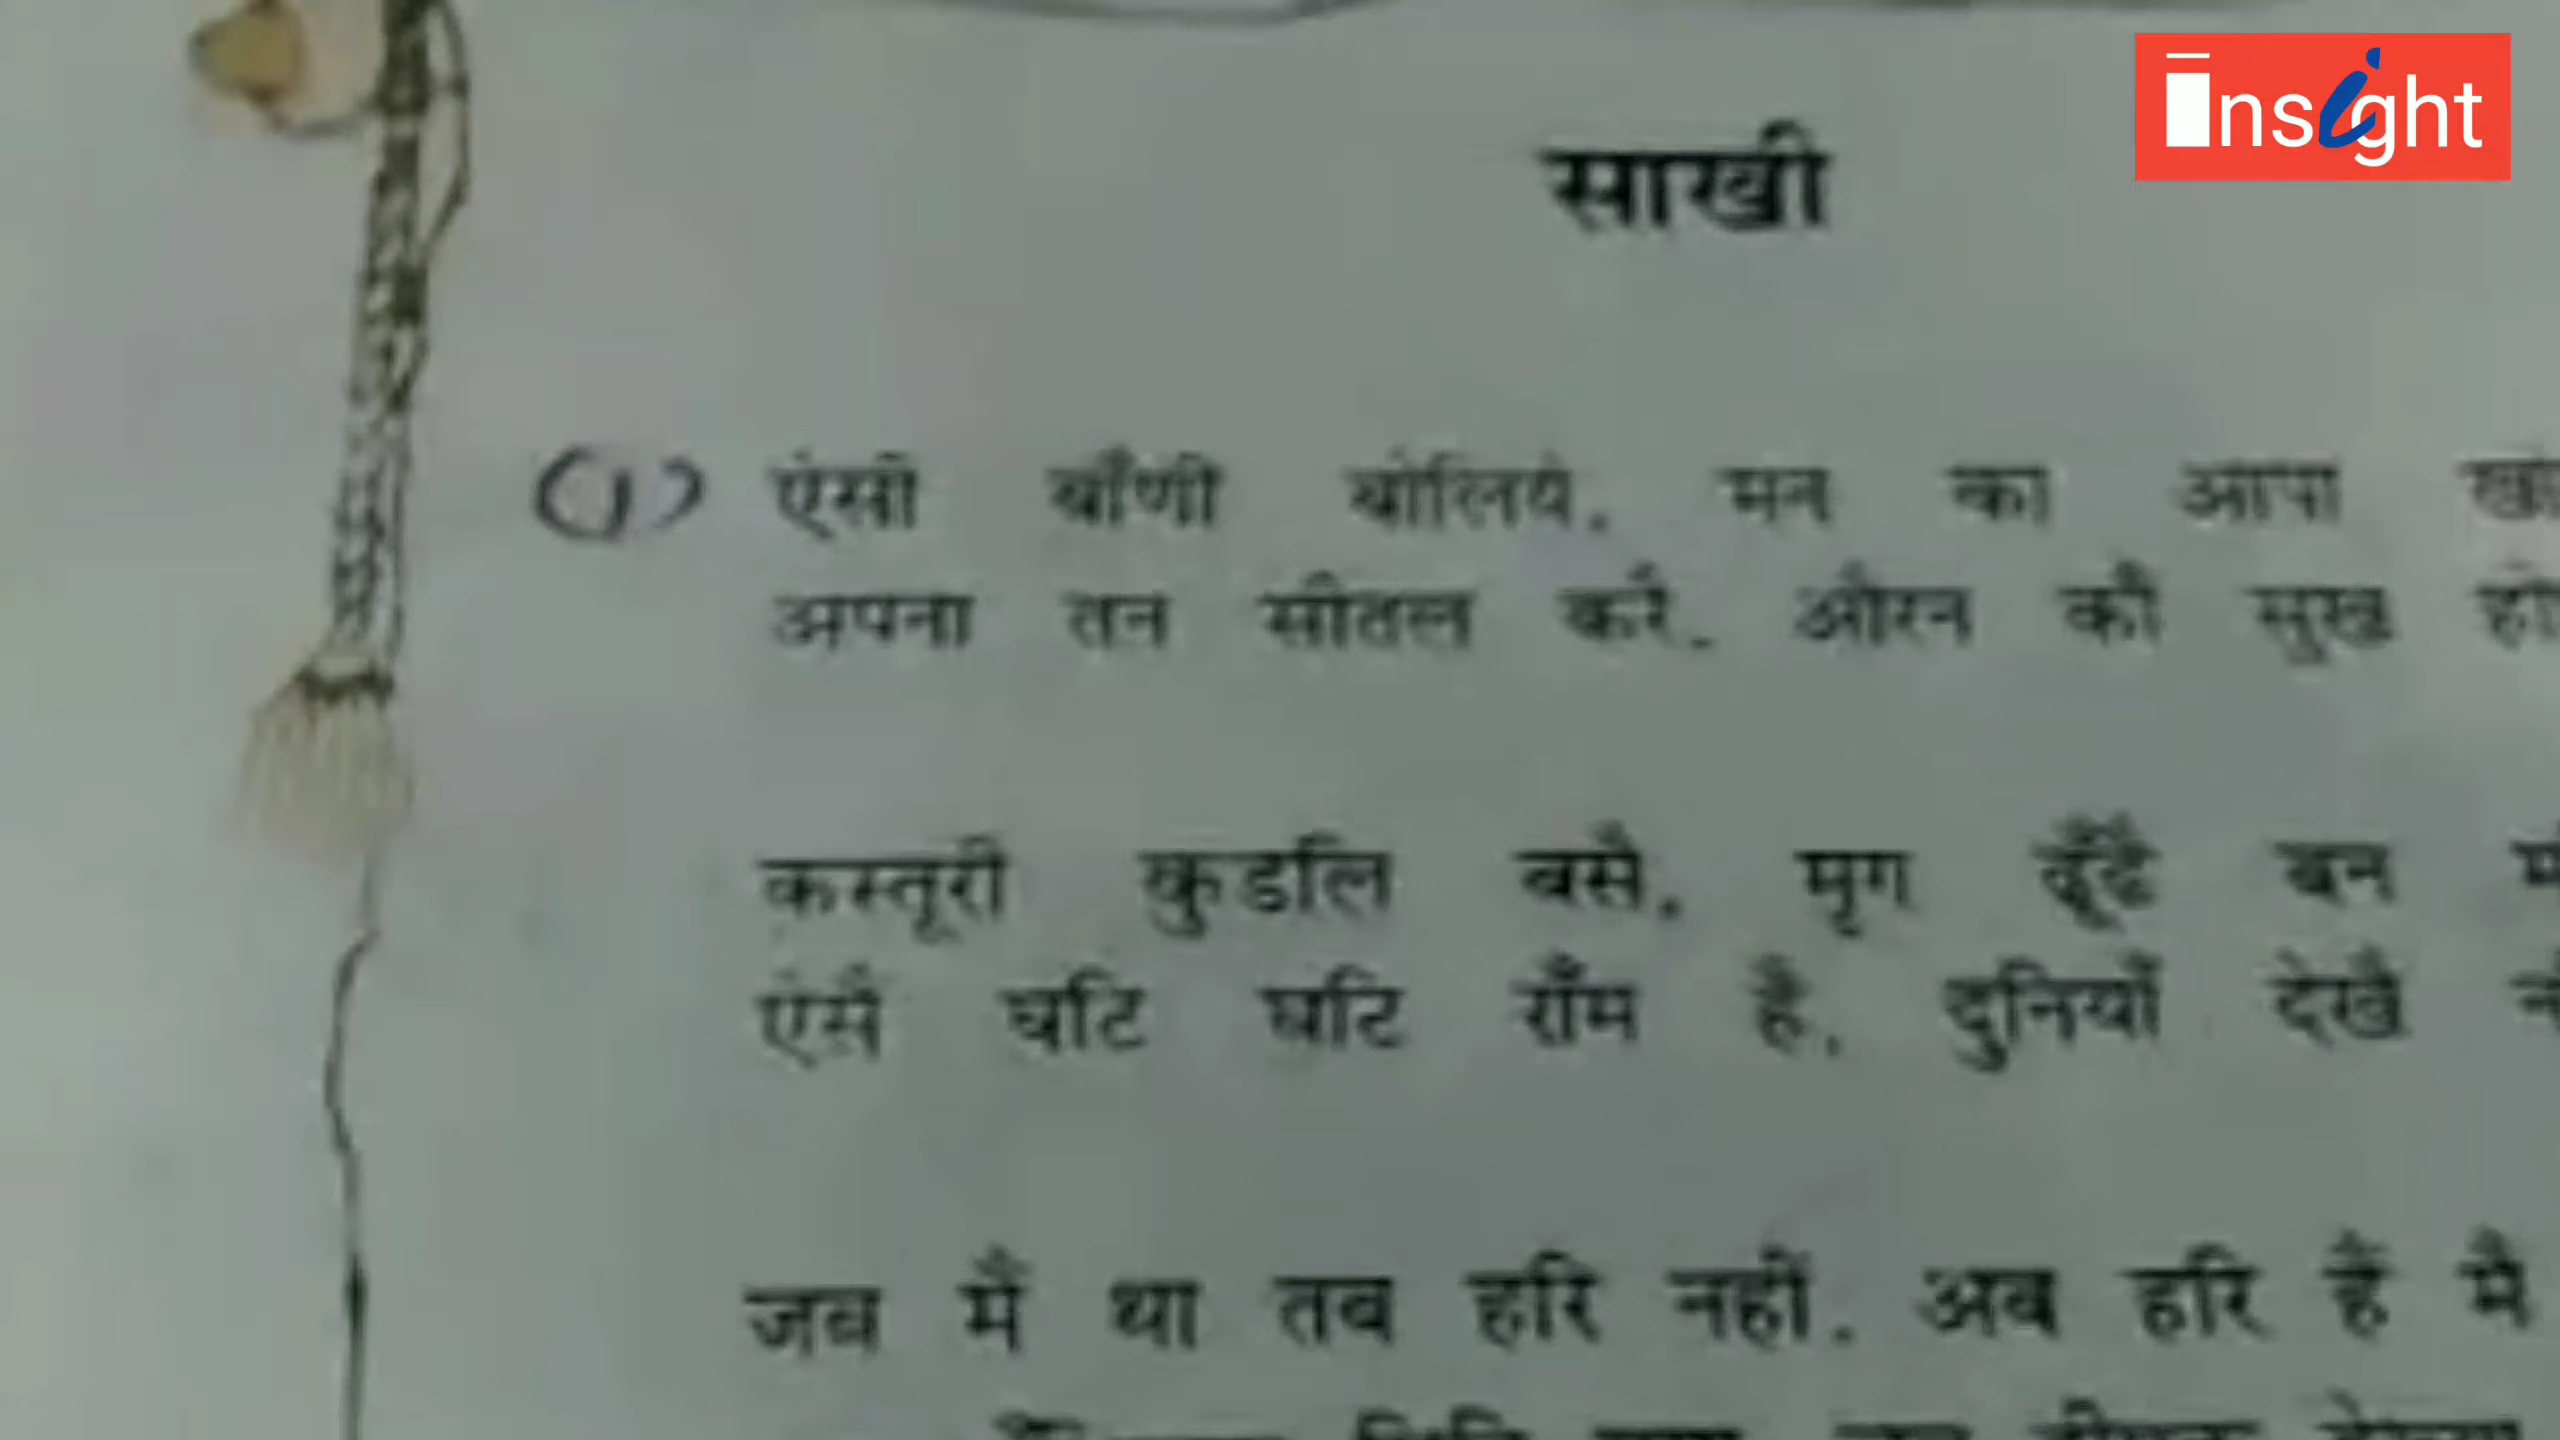 Insight
साखी
(1) ऐसी बाँणी बोलिये, मन का आपा
अपना तन सीतल करै, औरन कौं सुख
कस्तूरी कुंडलि बसै, मृग ढूँढै बन
ऐसैं घटि घटि राँम है, दुनियाँ देखै
जब मैं था तब हरि नहीं, अब हरि हैं मैं